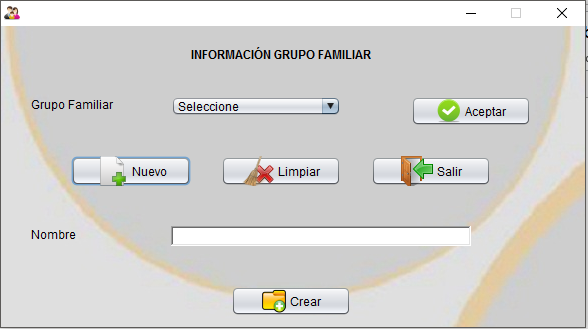 INFORMACIÓN GRUPO FAMILIAR
Grupo Familiar
Seleccione
Aceptar
Nuevo
Limpiar
Salir
Nombre
Crear